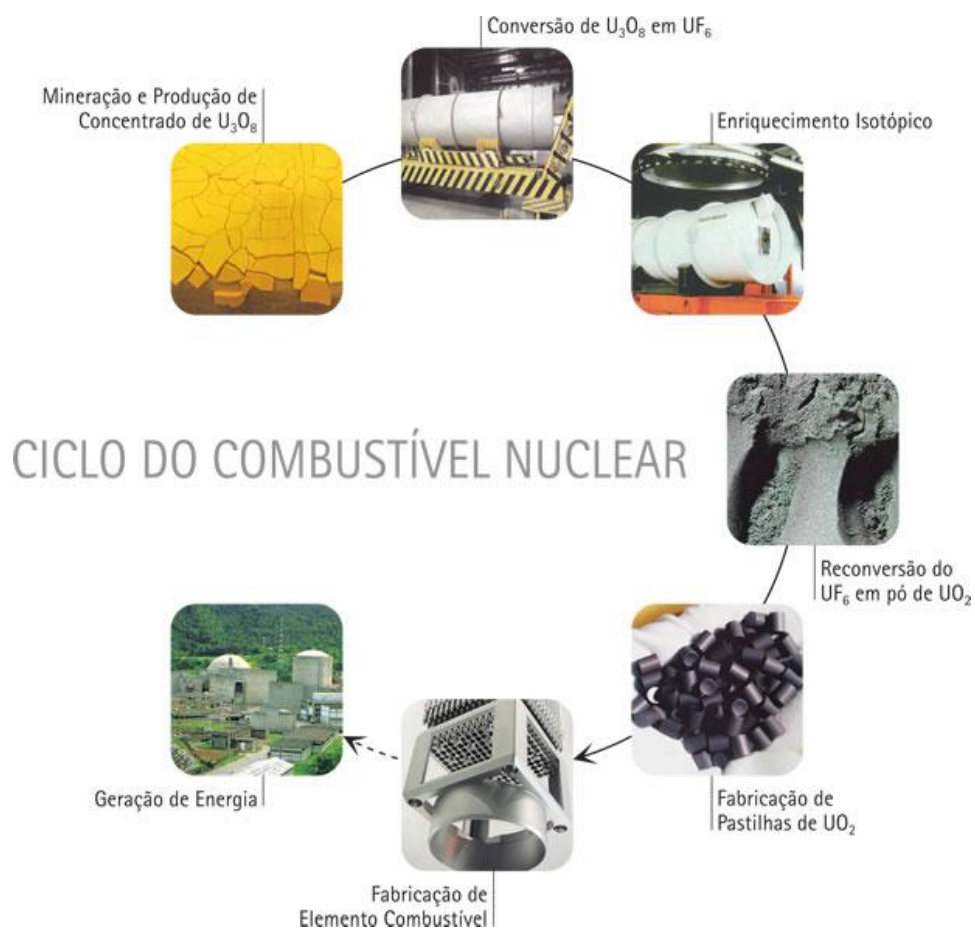 Conversão de U₃O₈ em UF₆
Mineração e Produção de
Concentrado de U₃O₈
Enriquecimento Isotópico
CICLO DO COMBUSTÍVEL NUCLEAR
Reconversão do
UF₆ em pó de UO₂
Geração de Energia
Fabricação de
Pastilhas de UO₂
Fabricação de
Elemento Combustível